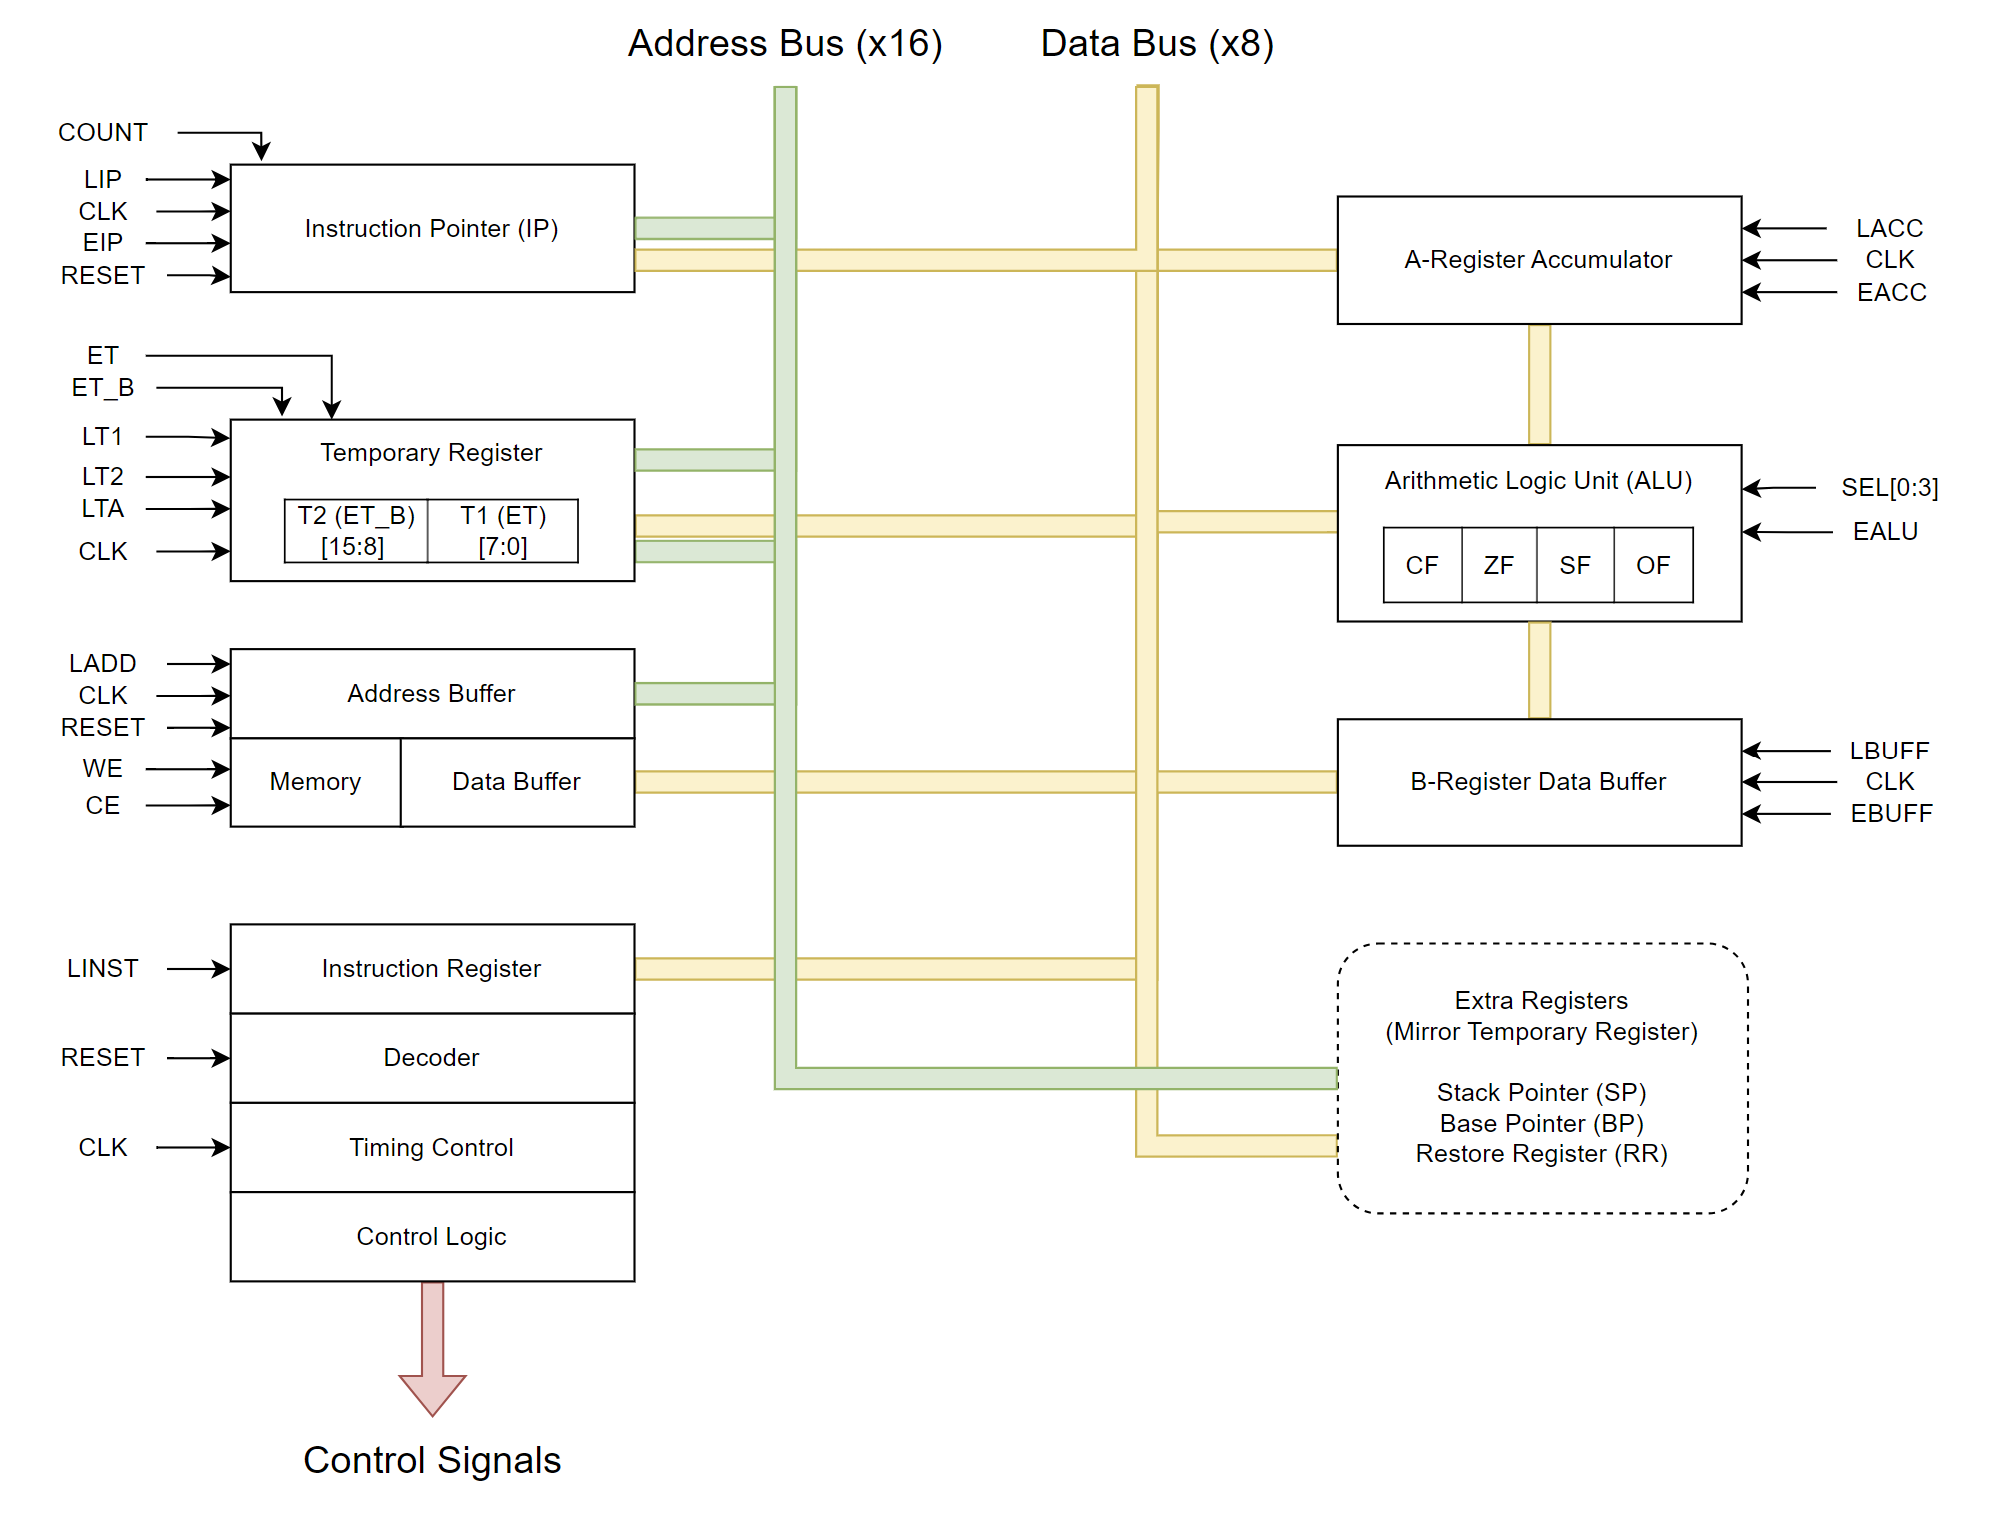 Address Bus (x16)
Data Bus (x8)
COUNT
LIP
CLK
EIP
RESET
Instruction Pointer (IP)
ET
ET_B
LT1
LT2
LTA
CLK
Temporary Register
T2 (ET_B)
[15:8]
T1 (ET)
[7:0]
LADD
CLK
RESET
WE
CE
Address Buffer
Memory
Data Buffer
LINST
RESET
CLK
Instruction Register
Decoder
Timing Control
Control Logic
Control Signals
A-Register Accumulator
LACC
CLK
EACC
Arithmetic Logic Unit (ALU)
CF
ZF
SF
OF
SEL[0:3]
EALU
B-Register Data Buffer
LBUFF
CLK
EBUFF
Extra Registers
(Mirror Temporary Register)
Stack Pointer (SP)
Base Pointer (BP)
Restore Register (RR)